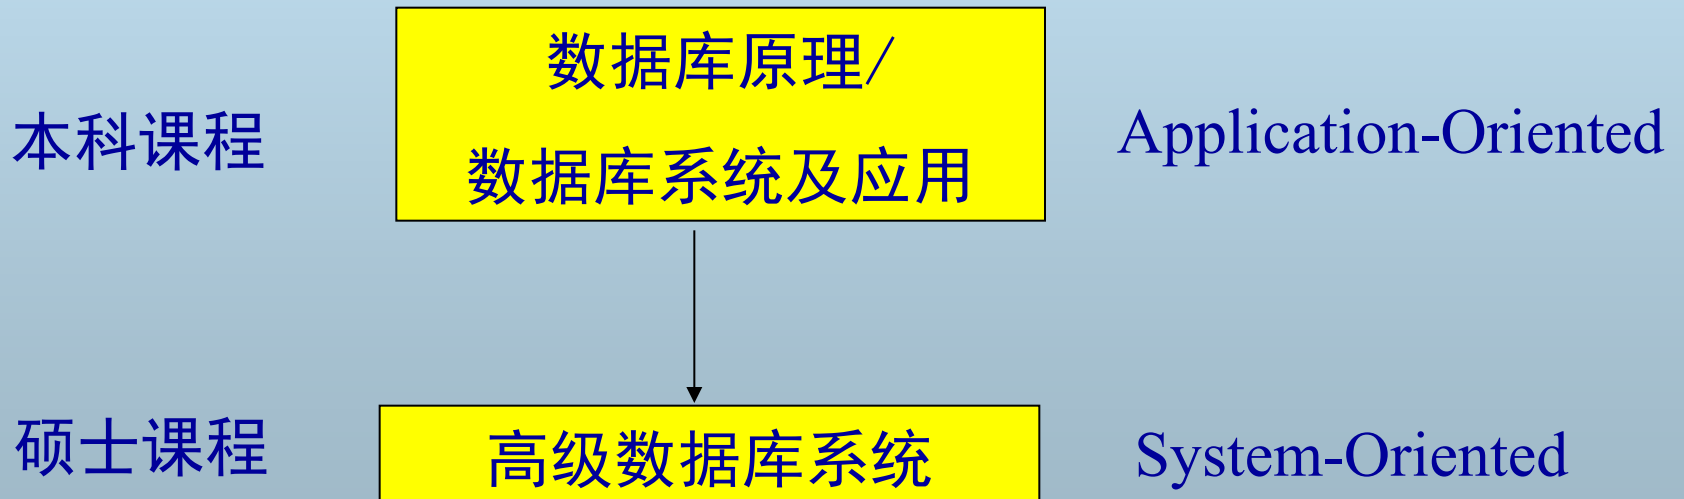 数据库原理/
本科课程
数据库系统及应用
Application-Oriented
硕士课程
高级数据库系统
System-Oriented